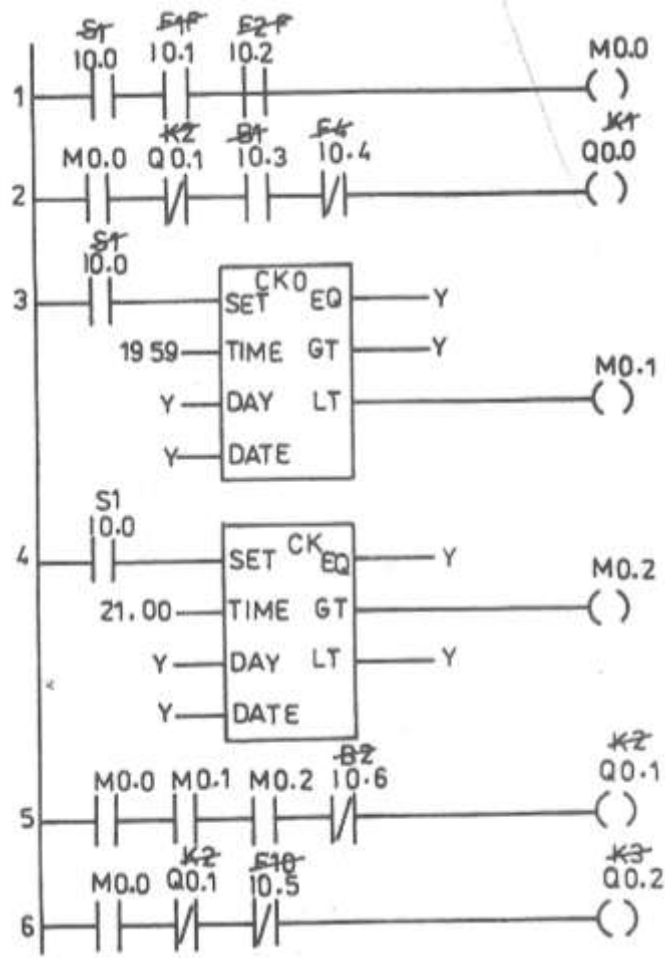 S1 F1F F2F
I0.0 I0.1 I0.2 M0.0
1 ( )
K2 B1 F4 K1
M0.0 Q0.1 I0.3 I0.4 Q0.0
2 ( )
S1
I0.0
3 CK0
SET EQ Y
19 59 TIME GT Y
M0.1
Y DAY LT ( )
Y DATE
S1
I0.0
4 CK
SET EQ Y
M0.2
21.00 TIME GT ( )
Y DAY LT Y
Y DATE
B2 K2
M0.0 M0.1 M0.2 I0.6 Q0.1
5 ( )
K2 F10 K3
M0.0 Q0.1 I0.5 Q0.2
6 ( )